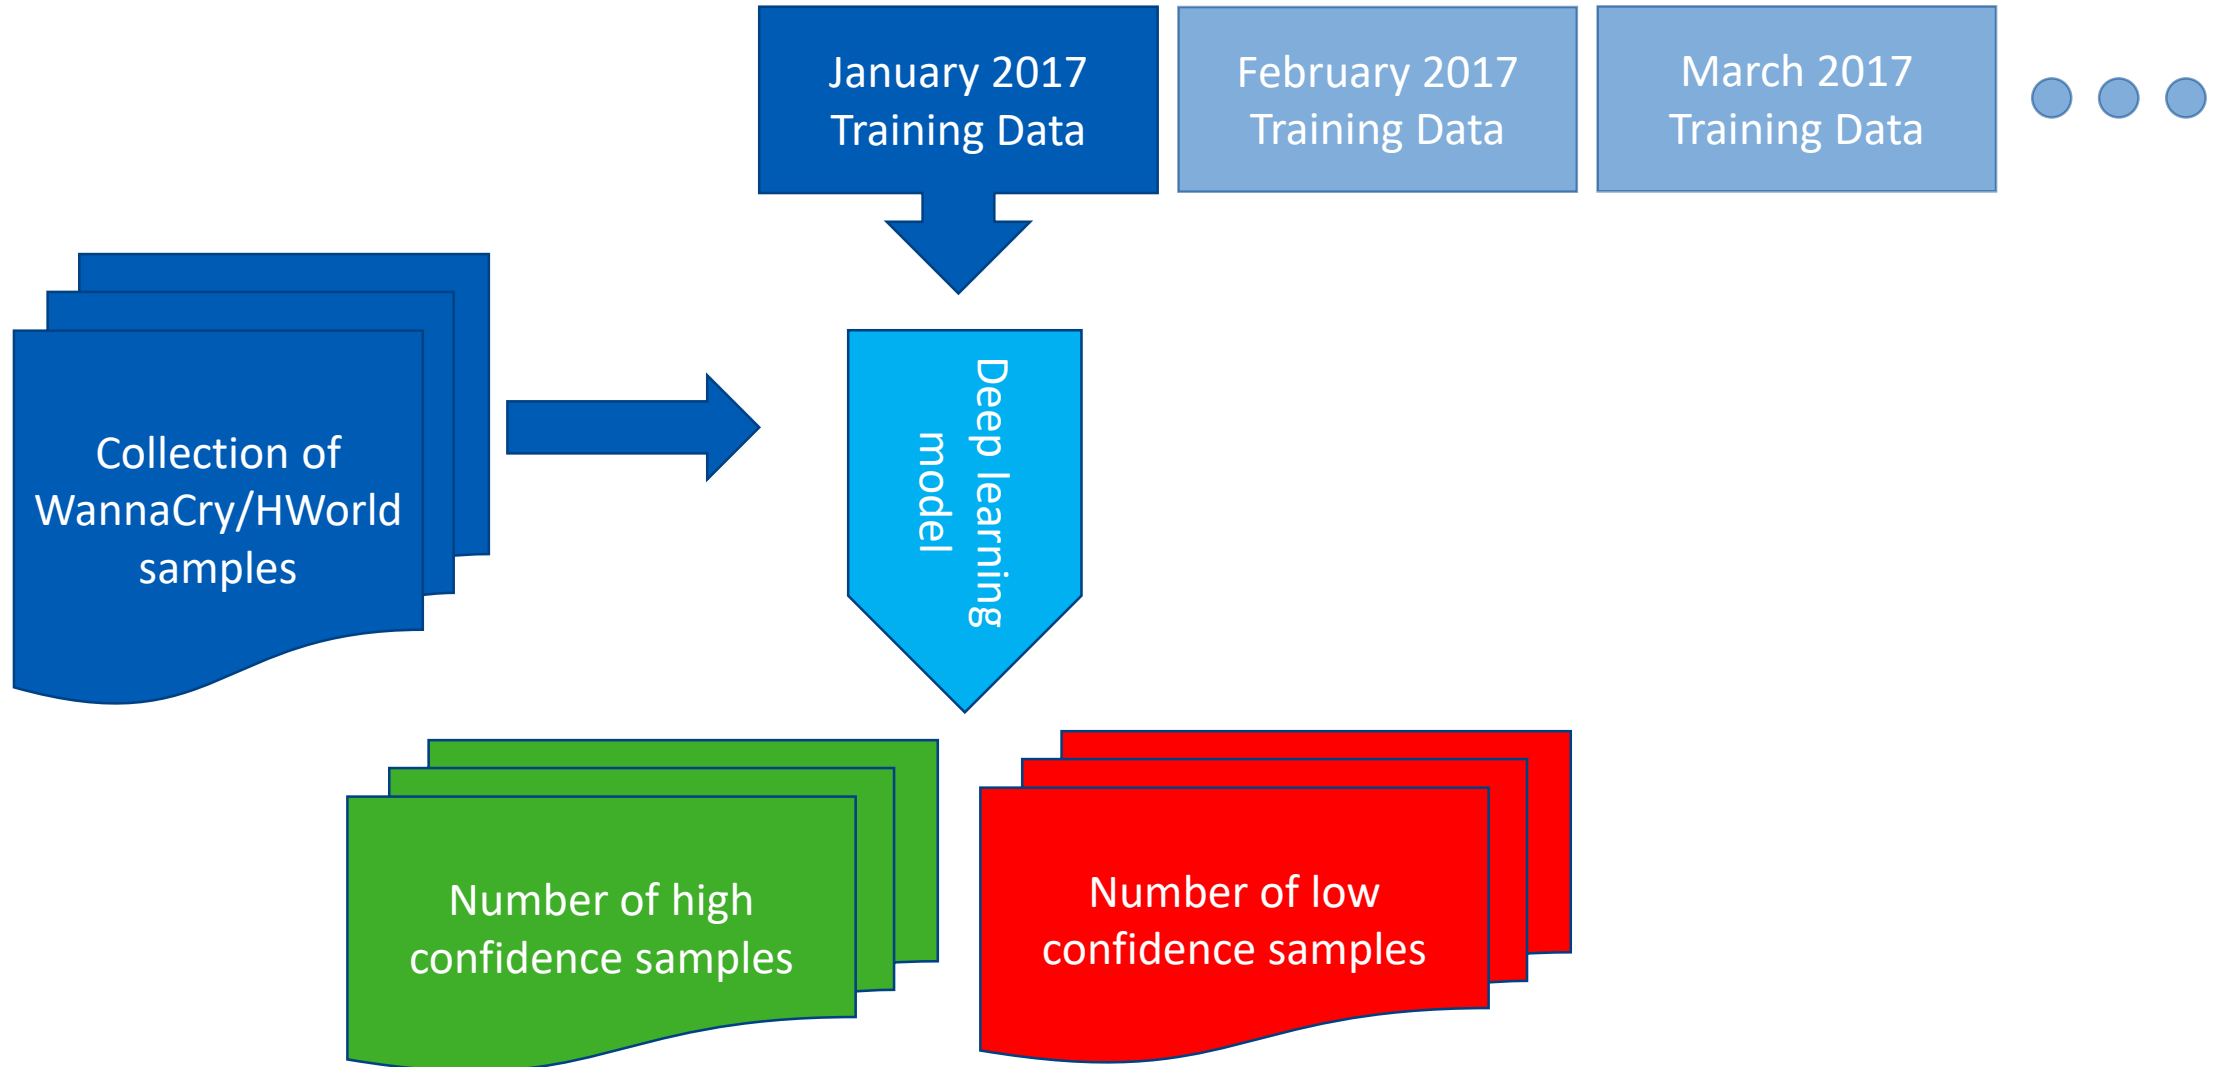 January 2017
Training Data
February 2017
Training Data
March 2017
Training Data
Collection of
WannaCry/HWorld
samples
Deep learning
model
Number of high
confidence samples
Number of low
confidence samples